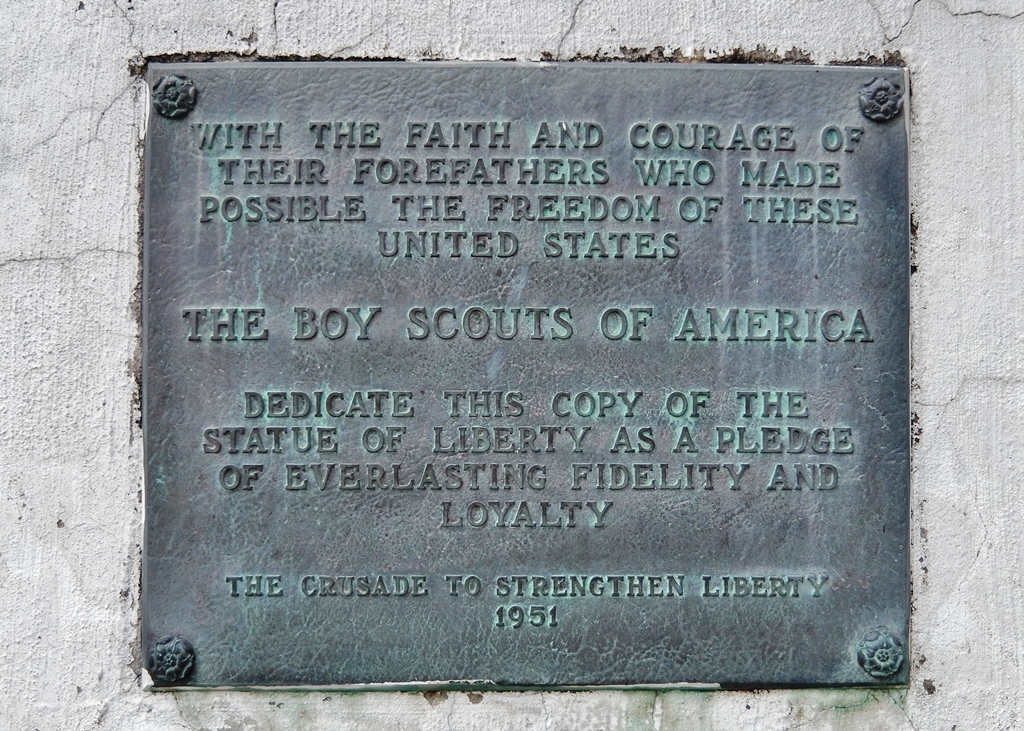 WITH THE FAITH AND COURAGE OF
THEIR FOREFATHERS WHO MADE
POSSIBLE THE FREEDOM OF THESE
UNITED STATES
THE BOY SCOUTS OF AMERICA
DEDICATE THIS COPY OF THE
STATUE OF LIBERTY AS A PLEDGE
OF EVERLASTING FIDELITY AND
LOYALTY
THE CRUSADE TO STRENGTHEN LIBERTY
1951